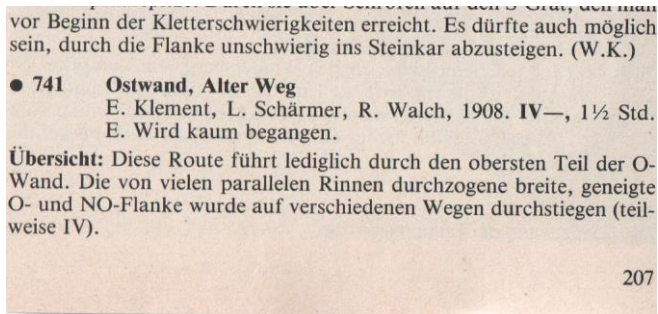 vor Beginn der Kletterschwierigkeiten erreicht. Es dürfte auch möglich
sein, durch die Flanke unschwierig ins Steinkar abzusteigen. (W.K.)
● 741 Ostwand, Alter Weg
E. Klement, L. Schärmer, R. Walch, 1908. IV—, 1½ Std.
E. Wird kaum begangen.
Übersicht: Diese Route führt lediglich durch den obersten Teil der O-
Wand. Die von vielen parallelen Rinnen durchzogene breite, geneigte
O- und NO-Flanke wurde auf verschiedenen Wegen durchstiegen (teil-
weise IV).
207